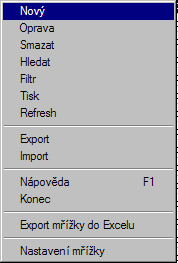 Nový
Oprava
Smazat
Hledat
Filtr
Tisk
Refresh
Export
Import
Nápověda F1
Konec
Export mřížky do Excelu
Nastavení mřížky